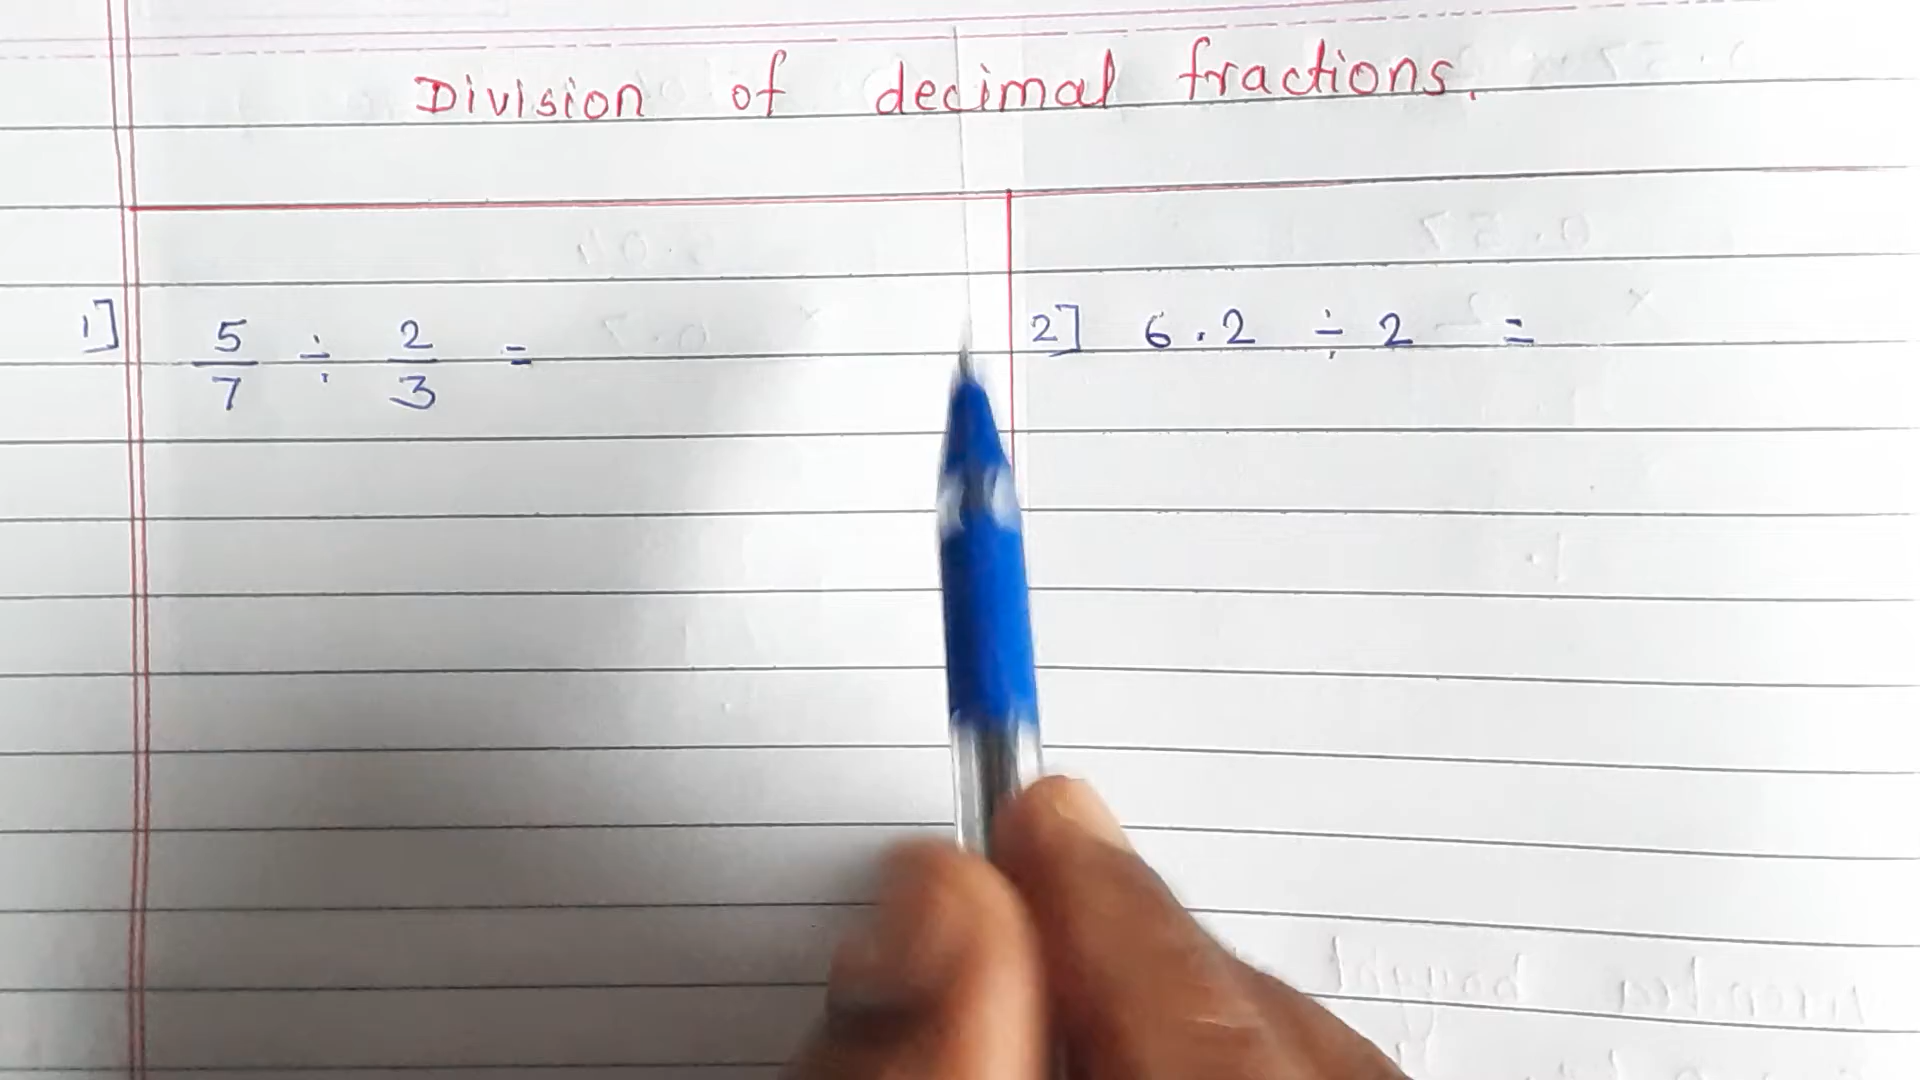 Division of decimal fractions.
1] 5/7 ÷ 2/3 =
2] 6.2 ÷ 2 =